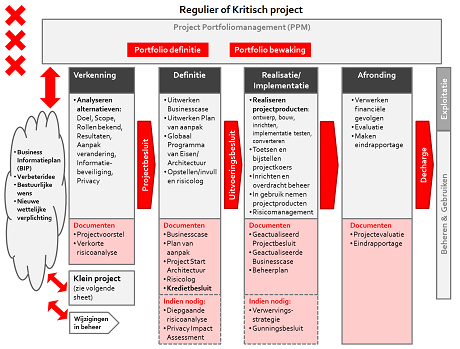 Regulier of Kritisch project
Project Portfoliomanagement (PPM)
Portfolio definitie
Portfolio bewaking
• Business
Informatieplan
(BIP)
• Verbeteridee
• Bestuurlijke
wens
• Nieuwe
wettelijke
verplichting
Verkenning
• Analyseren
alternatieven:
Doel, Scope,
Rollen bekend,
Resultaten,
Aanpak
verandering,
Informatie-
beveiliging,
Privacy
Documenten
• Projectvoorstel
• Verkorte
risicoanalyse
Klein project
(zie volgende
sheet)
Wijzigingen
in beheer
Projectbesluit
Definitie
• Uitwerken
Businesscase
• Uitwerken Plan
van aanpak
• Globaal
Programma
van Eisen/
Architectuur
• Opstellen/invull
en risicolog
Documenten
• Businesscase
• Plan van
aanpak
• Project Start
Architectuur
• Risicolog
• Kredietbesluit
Indien nodig:
• Diepgaande
risicoanalyse
• Privacy Impact
Assessment
Uitvoeringsbesluit
Realisatie/
Implementatie
• Realiseren
projectproducten:
ontwerp, bouw,
inrichten,
implementatie testen,
converteren
• Toetsen en
bijstellen
projectkoers
• Inrichten en
overdracht beheer
• In gebruik nemen
projectproducten
• Risicomanagement
Documenten
• Geactualiseerd
Projectbesluit
• Geactualiseerde
Businesscase
• Beheerplan
Indien nodig:
• Verwervings-
strategie
• Gunningsbesluit
Afronding
• Verwerken
financiële
gevolgen
• Evaluatie
• Maken
eindrapportage
Documenten
• Projectevaluatie
• Eindrapportage
Decharge
Exploitatie
Beheren & Gebruiken